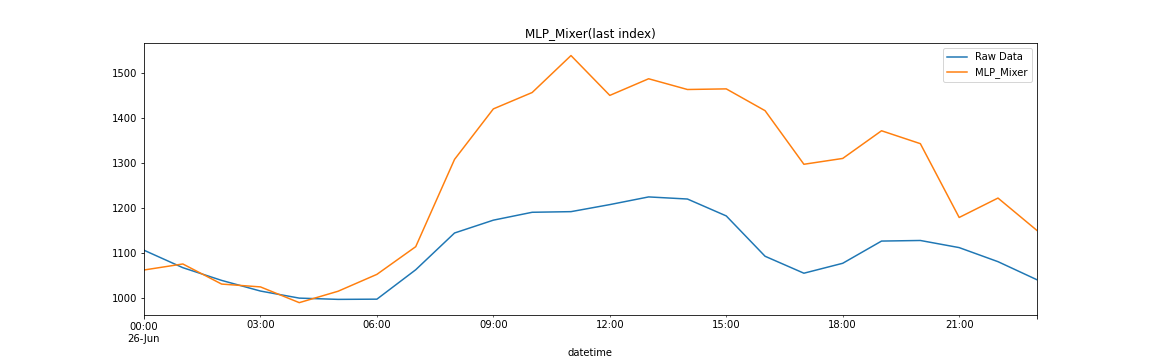 MLP_Mixer(last index)
Raw Data
MLP_Mixer
1500
1400
1300
1200
1100
1000
00:00 03:00 06:00 09:00 12:00 15:00 18:00 21:00
26-Jun
datetime